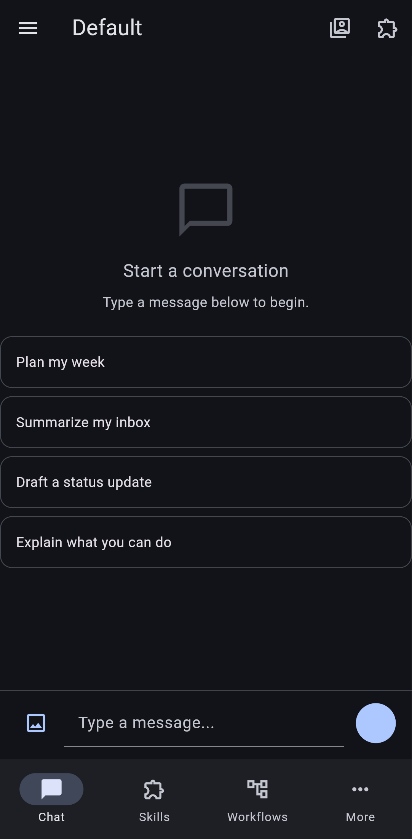 Default
Start a conversation
Type a message below to begin.
Plan my week
Summarize my inbox
Draft a status update
Explain what you can do
Type a message...
Chat
Skills
Workflows
More